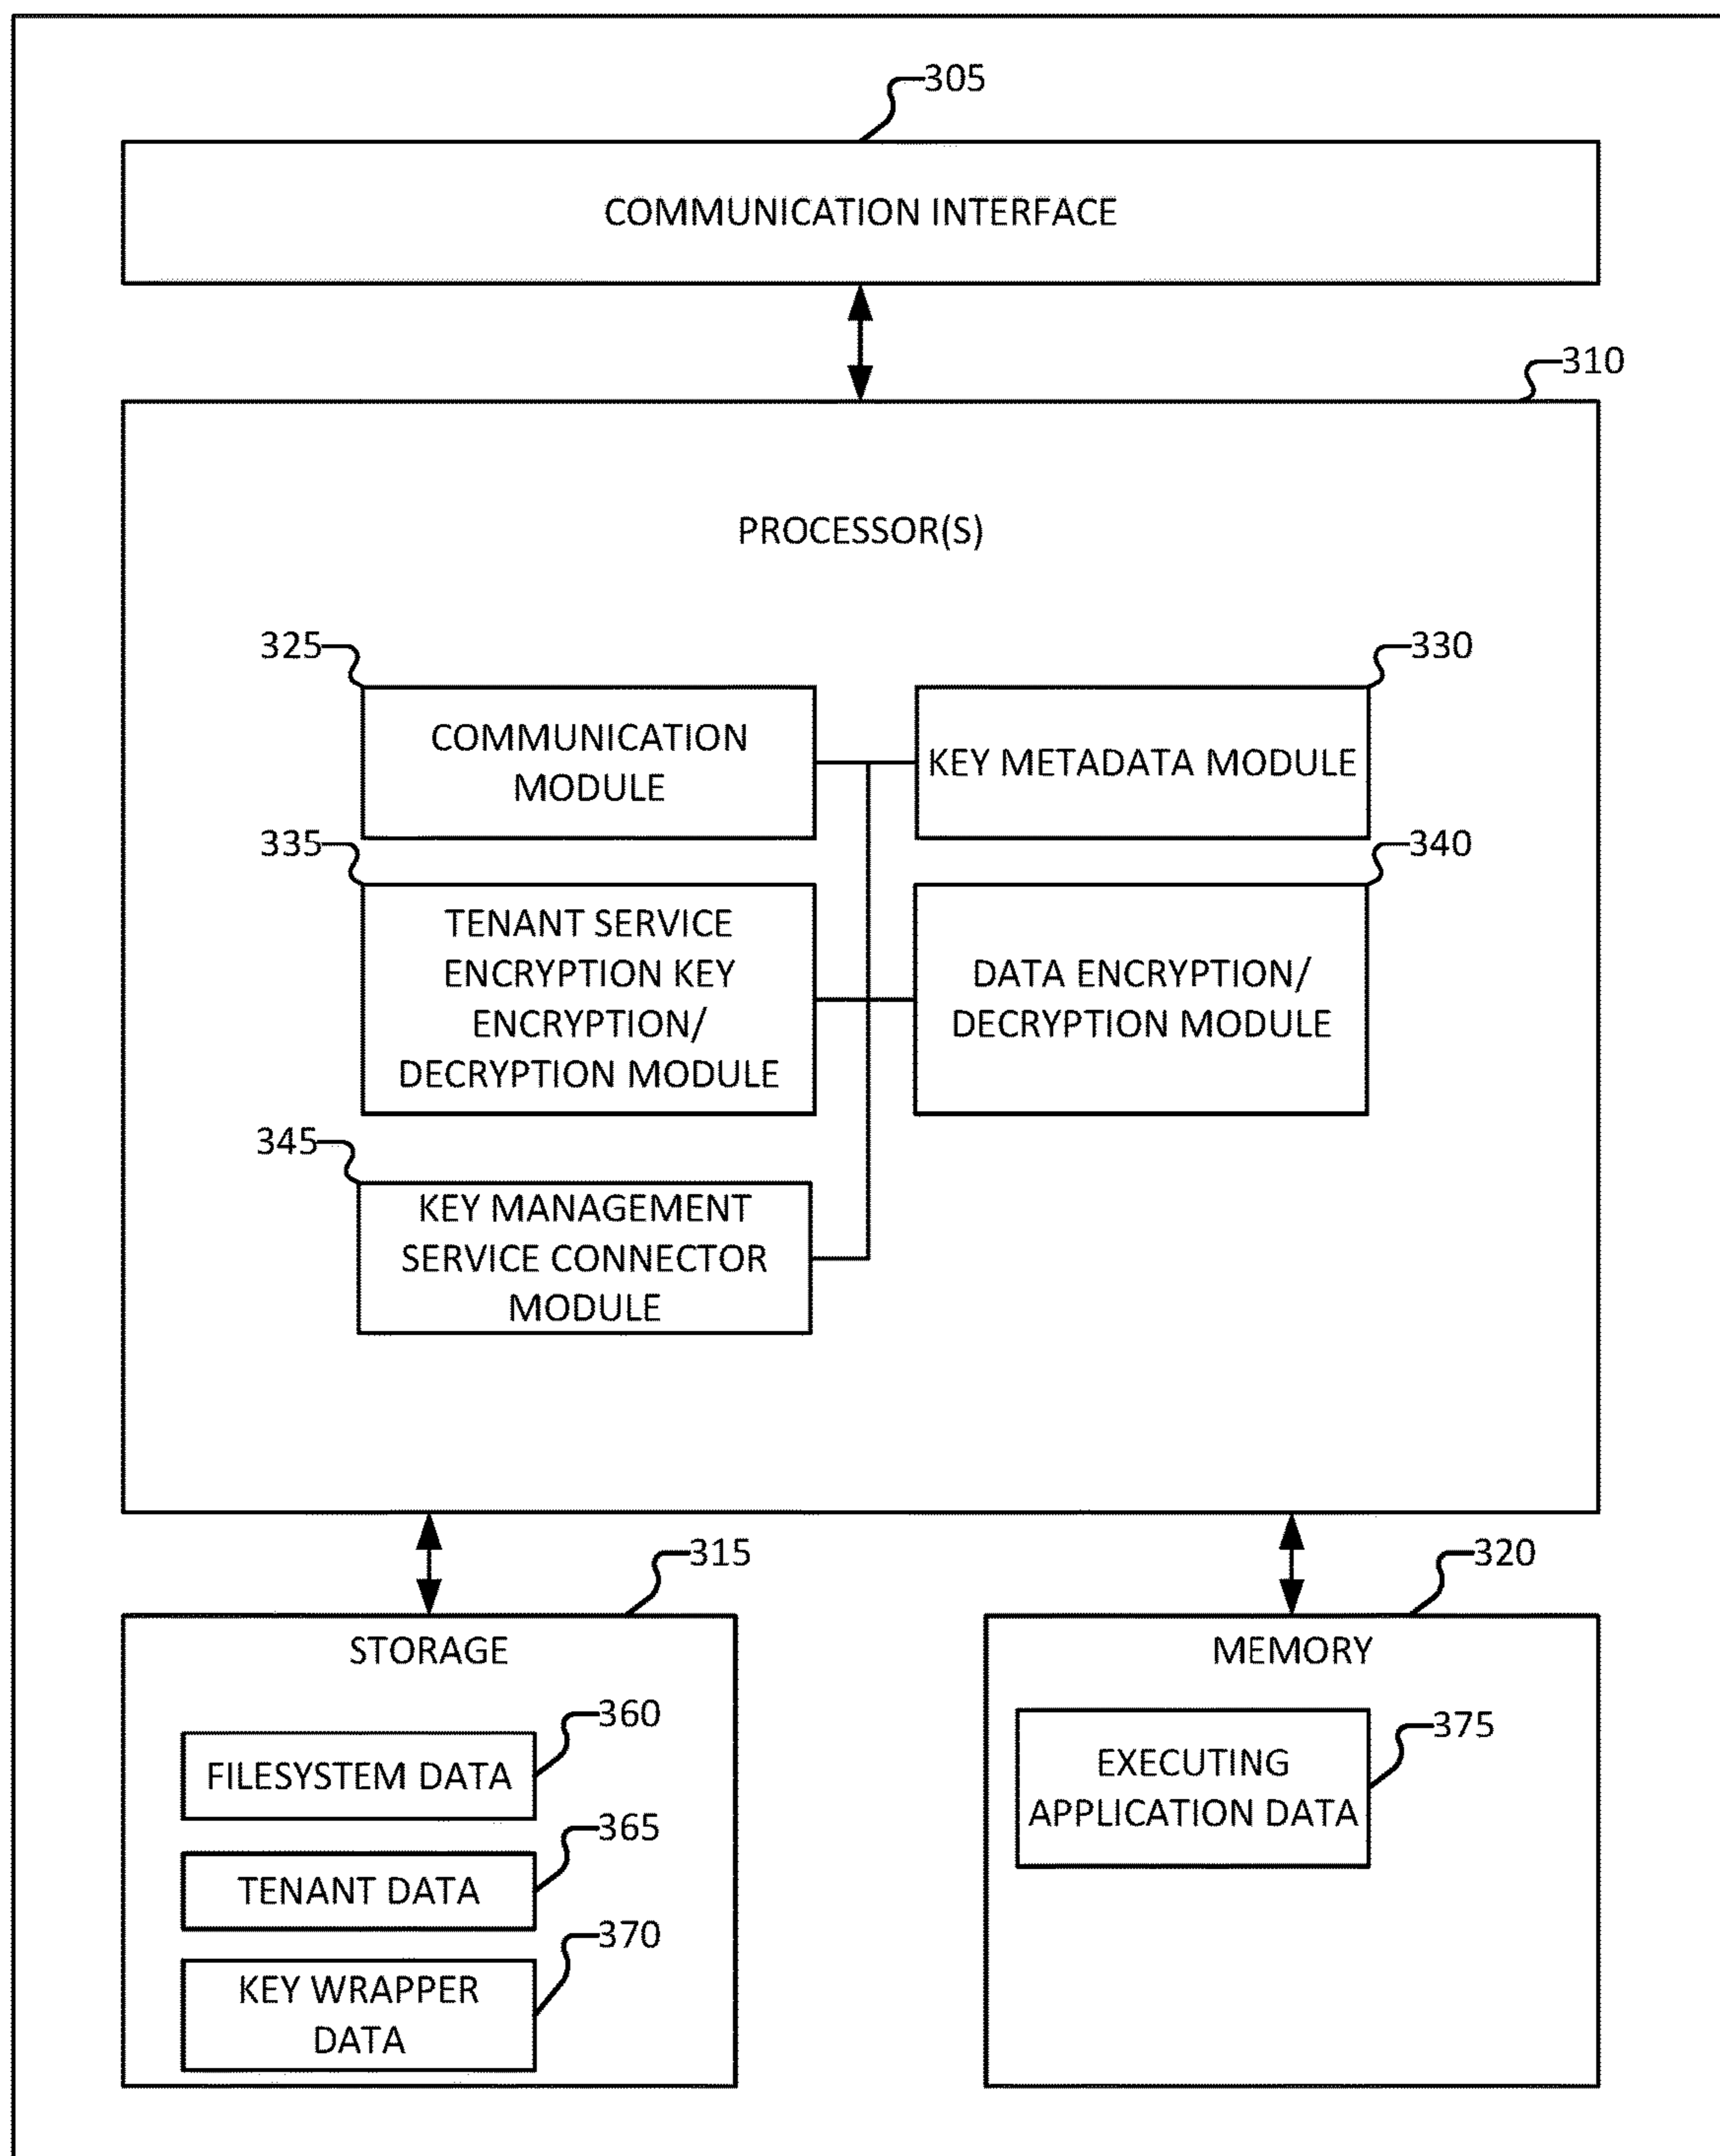 305
COMMUNICATION INTERFACE
310
PROCESSOR(S)
325
330
COMMUNICATION
MODULE
KEY METADATA MODULE
335
340
TENANT SERVICE
ENCRYPTION KEY
ENCRYPTION/
DECRYPTION MODULE
DATA ENCRYPTION/
DECRYPTION MODULE
345
KEY MANAGEMENT
SERVICE CONNECTOR
MODULE
315
320
STORAGE
360
FILESYSTEM DATA
365
TENANT DATA
370
KEY WRAPPER
DATA
MEMORY
375
EXECUTING
APPLICATION DATA